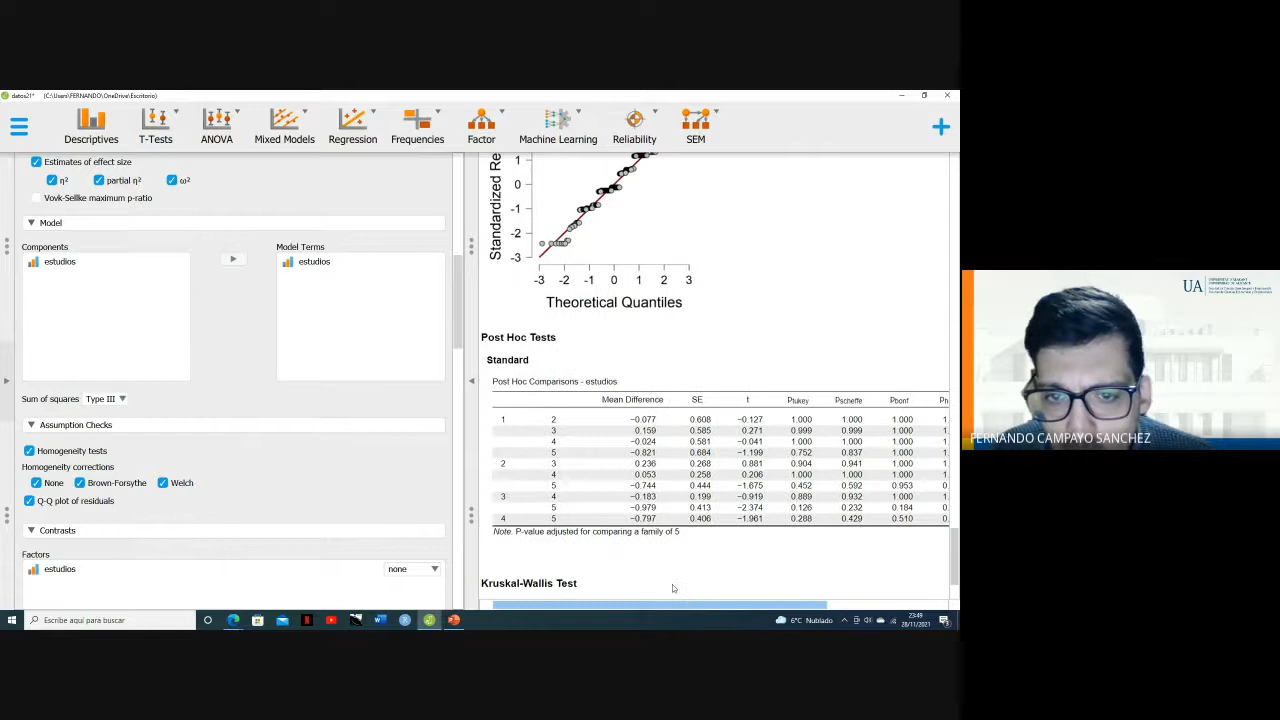 datos21* (C:\Users\FERNANDO\OneDrive\Escritorio)
Descriptives T-Tests ANOVA Mixed Models Regression Frequencies Factor Machine Learning Reliability SEM
Estimates of effect size
η² partial η² ω²
Vovk-Sellke maximum p-ratio
Model
Components Model Terms
estudios estudios
Sum of squares Type III
Assumption Checks
Homogeneity tests
Homogeneity corrections
None Brown-Forsythe Welch
Q-Q plot of residuals
Contrasts
Factors
estudios none
Standardized Re
1
0
-1
-2
-3
-3 -2 -1 0 1 2 3
Theoretical Quantiles
Post Hoc Tests
Standard
Post Hoc Comparisons - estudios
Mean Difference SE t Ptukey Pscheffe Pbonf
1 2 −0.077 0.608 −0.127 1.000 1.000 1.000 1.
3 0.159 0.585 0.271 0.999 0.999 1.000 1.
4 −0.024 0.581 −0.041 1.000 1.000 1.000 1.
5 −0.821 0.684 −1.199 0.752 0.837 1.000 1.
2 3 0.236 0.268 0.881 0.904 0.941 1.000 1.
4 0.053 0.258 0.206 1.000 1.000 1.000 1.
5 −0.744 0.444 −1.675 0.452 0.592 0.953 0.
3 4 −0.183 0.199 −0.919 0.889 0.932 1.000 1.
5 −0.979 0.413 −2.374 0.126 0.232 0.184 0.
4 5 −0.797 0.406 −1.961 0.288 0.429 0.510 0.
Note. P-value adjusted for comparing a family of 5
Kruskal-Wallis Test
Escribe aquí para buscar
6°C Nublado
23:49
28/11/2021
UA
FERNANDO CAMPAYO SANCHEZ